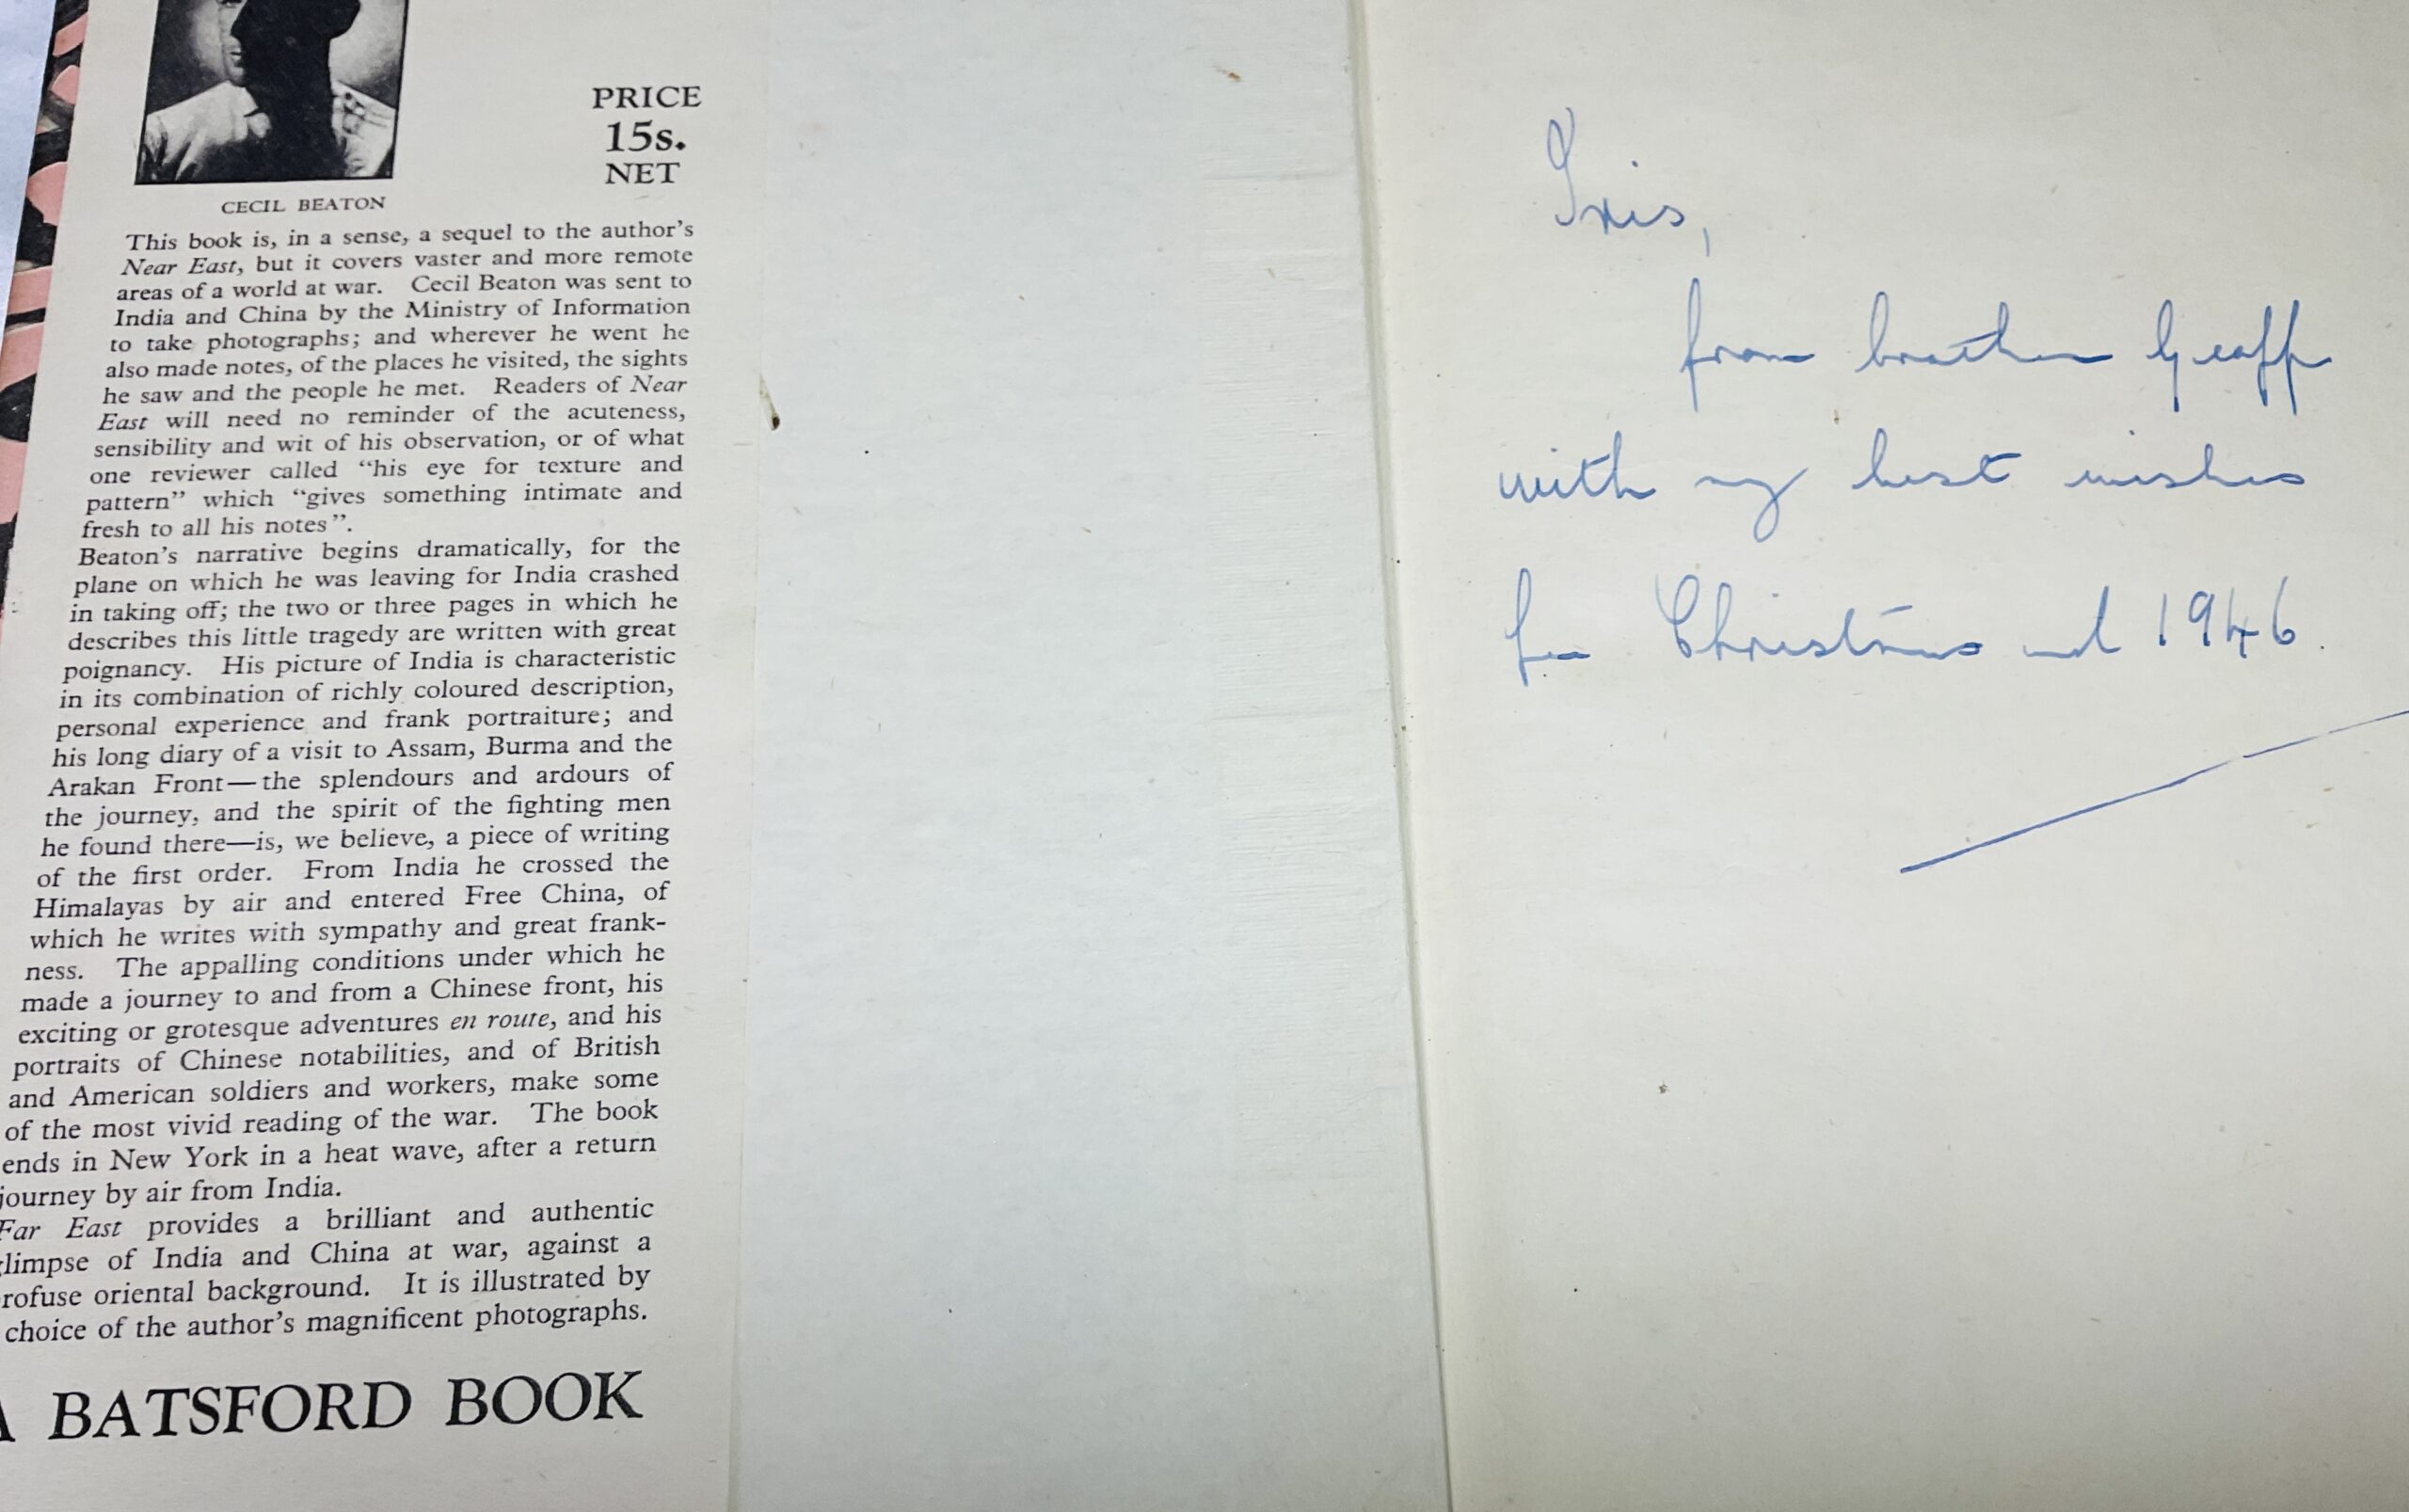 PRICE
15s.
NET
CECIL BEATON
This book is, in a sense, a sequel to the author's
Near East, but it covers vaster and more remote
areas of a world at war. Cecil Beaton was sent to
India and China by the Ministry of Information
to take photographs; and wherever he went he
also made notes, of the places he visited, the sights
he saw and the people he met. Readers of Near
East will need no reminder of the acuteness,
sensibility and wit of his observation, or of what
one reviewer called “his eye for texture and
pattern” which “gives something intimate and
fresh to all his notes”.
Beaton's narrative begins dramatically, for the
plane on which he was leaving for India crashed
in taking off; the two or three pages in which he
describes this little tragedy are written with great
poignancy. His picture of India is characteristic
in its combination of richly coloured description,
personal experience and frank portraiture; and
his long diary of a visit to Assam, Burma and the
Arakan Front—the splendours and ardours of
the journey, and the spirit of the fighting men
he found there—is, we believe, a piece of writing
of the first order. From India he crossed the
Himalayas by air and entered Free China, of
which he writes with sympathy and great frank-
ness. The appalling conditions under which he
made a journey to and from a Chinese front, his
exciting or grotesque adventures en route, and his
portraits of Chinese notabilities, and of British
and American soldiers and workers, make some
of the most vivid reading of the war. The book
ends in New York in a heat wave, after a return
journey by air from India.
Far East provides a brilliant and authentic
glimpse of India and China at war, against a
rofuse oriental background. It is illustrated by
choice of the author's magnificent photographs.
A BATSFORD BOOK
Iris,
from brother Geoff
with my best wishes
for Christmas and 1946.